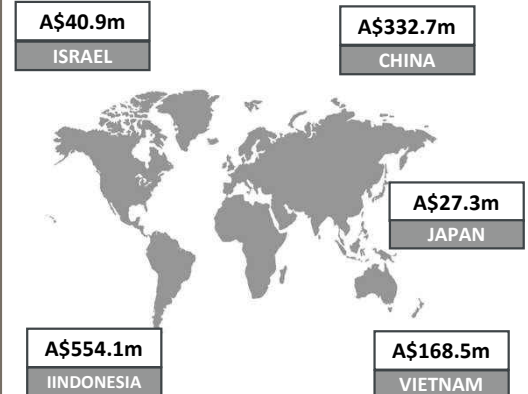 A$40.9m
ISRAEL
A$332.7m
CHINA
A$27.3m
JAPAN
A$554.1m
IINDONESIA
A$168.5m
VIETNAM